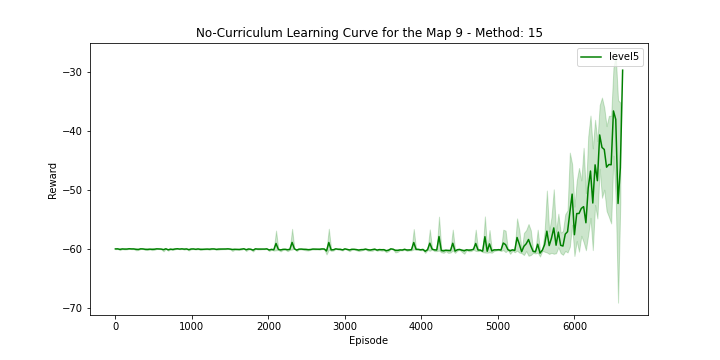 No-Curriculum Learning Curve for the Map 9 - Method: 15
level5
−30
−40
−50
−60
−70
Reward
0 1000 2000 3000 4000 5000 6000
Episode